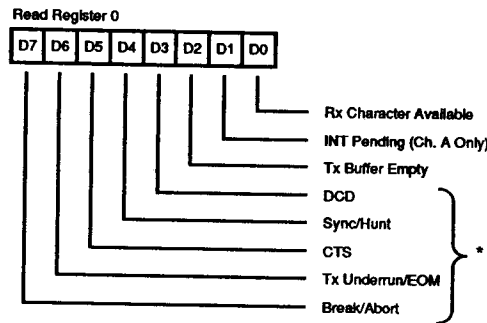 Read Register 0
D7 D6 D5 D4 D3 D2 D1 D0
Rx Character Available
INT Pending (Ch. A Only)
Tx Buffer Empty
DCD
Sync/Hunt
CTS
*
Tx Underrun/EOM
Break/Abort